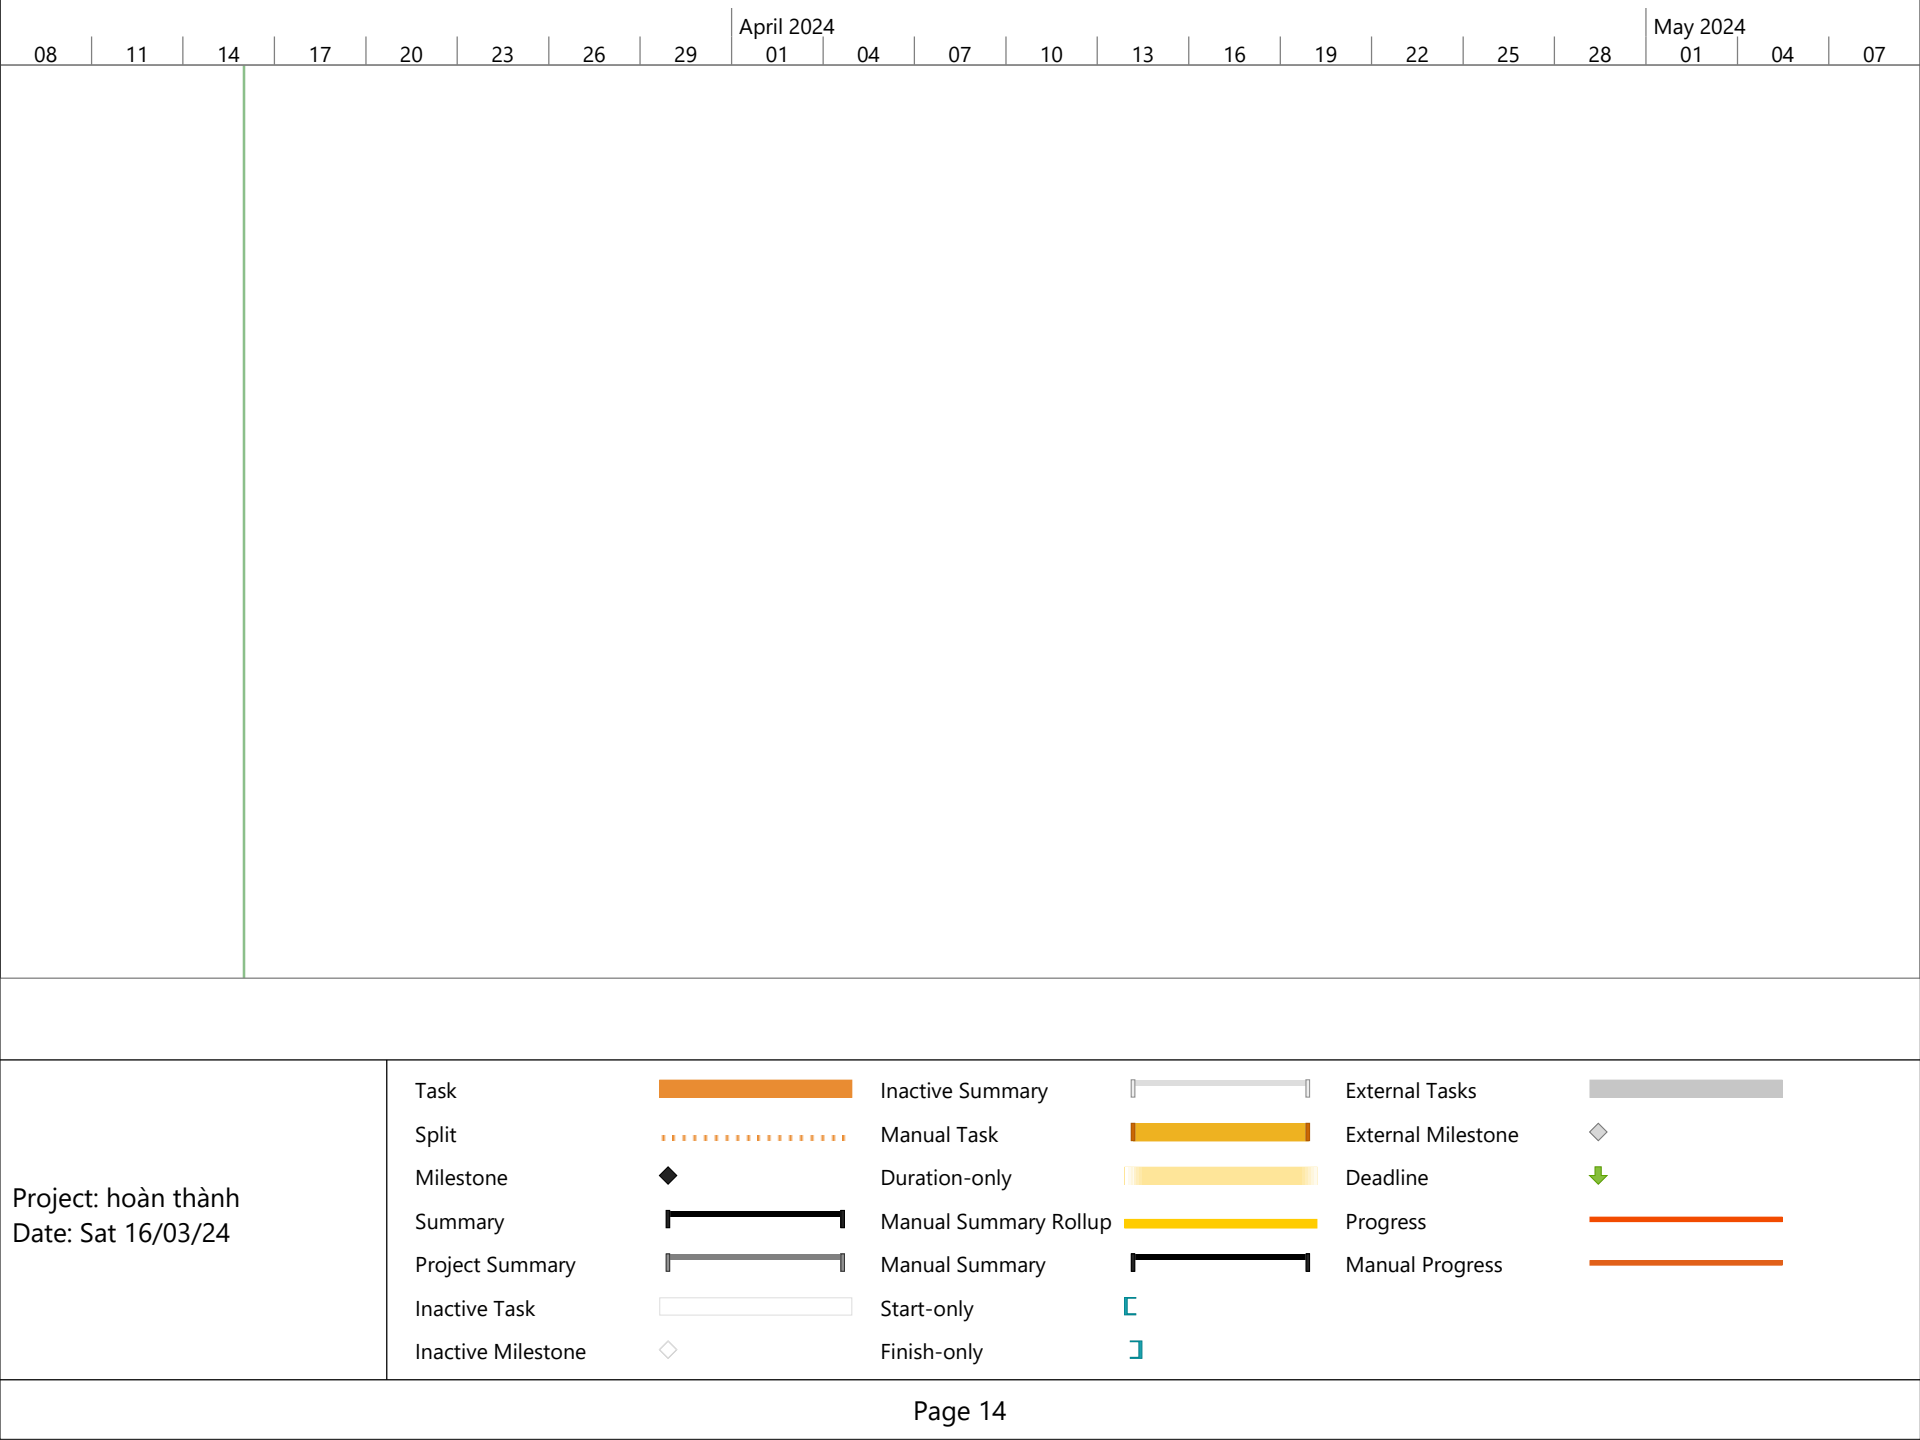 April 2024 May 2024
08 11 14 17 20 23 26 29 01 04 07 10 13 16 19 22 25 28 01 04 07
Project: hoàn thành
Date: Sat 16/03/24
Task
Split
Milestone
Summary
Project Summary
Inactive Task
Inactive Milestone
Inactive Summary
Manual Task
Duration-only
Manual Summary Rollup
Manual Summary
Start-only
Finish-only
External Tasks
External Milestone
Deadline
Progress
Manual Progress
Page 14